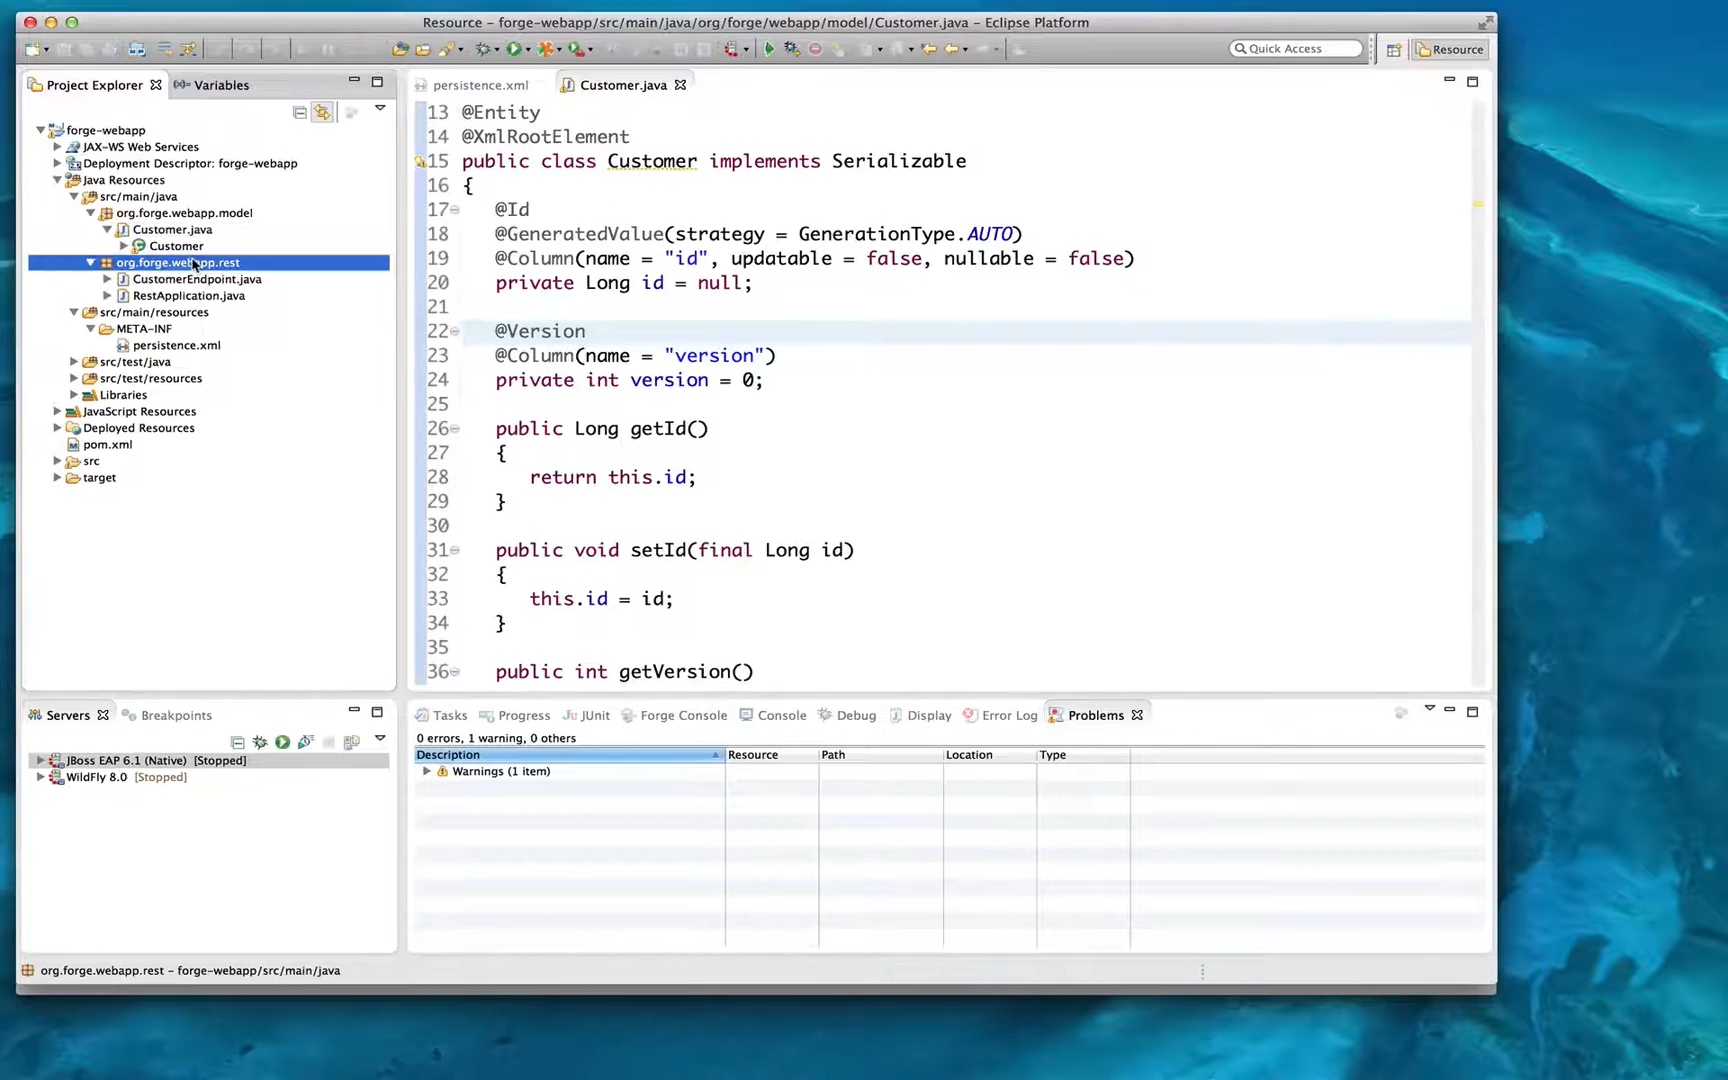 Resource – forge-webapp/src/main/java/org/forge/webapp/model/Customer.java – Eclipse Platform
Quick Access
Resource
Project Explorer
Variables
forge-webapp
JAX-WS Web Services
Deployment Descriptor: forge-webapp
Java Resources
src/main/java
org.forge.webapp.model
Customer.java
Customer
org.forge.webapp.rest
CustomerEndpoint.java
RestApplication.java
src/main/resources
META-INF
persistence.xml
src/test/java
src/test/resources
Libraries
JavaScript Resources
Deployed Resources
pom.xml
src
target
persistence.xml
Customer.java
13 @Entity
14 @XmlRootElement
15 public class Customer implements Serializable
16 {
17 @Id
18 @GeneratedValue(strategy = GenerationType.AUTO)
19 @Column(name = "id", updatable = false, nullable = false)
20 private Long id = null;
21
22 @Version
23 @Column(name = "version")
24 private int version = 0;
25
26 public Long getId()
27 {
28 return this.id;
29 }
30
31 public void setId(final Long id)
32 {
33 this.id = id;
34 }
35
36 public int getVersion()
Servers
Breakpoints
JBoss EAP 6.1 (Native) [Stopped]
WildFly 8.0 [Stopped]
Tasks
Progress
JUnit
Forge Console
Console
Debug
Display
Error Log
Problems
0 errors, 1 warning, 0 others
Description Resource Path Location Type
Warnings (1 item)
org.forge.webapp.rest – forge-webapp/src/main/java